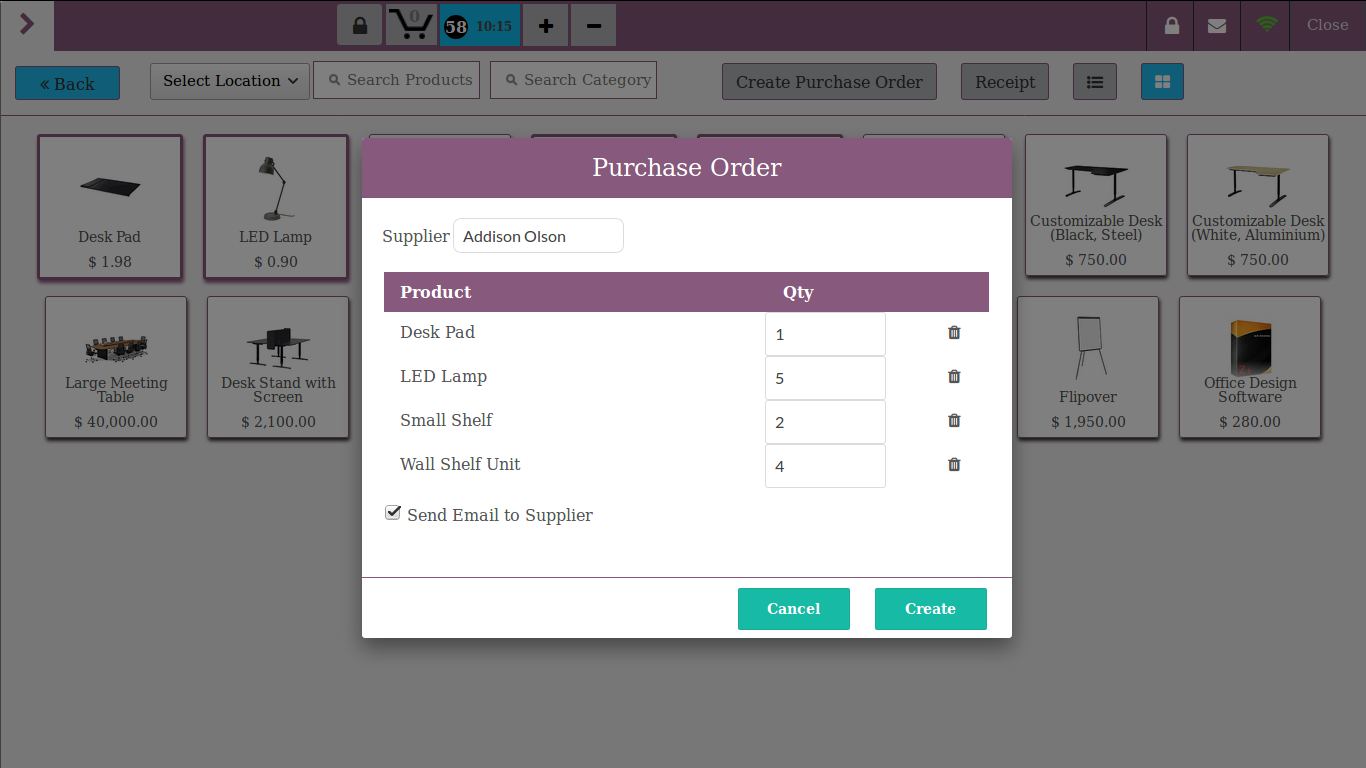 0
58 10:15
Close
« Back
Select Location
Search Products
Search Category
Create Purchase Order
Receipt
Desk Pad
$ 1.98
LED Lamp
$ 0.90
Customizable Desk
(Black, Steel)
$ 750.00
Customizable Desk
(White, Aluminium)
$ 750.00
Large Meeting
Table
$ 40,000.00
Desk Stand with
Screen
$ 2,100.00
Flipover
$ 1,950.00
Office Design
Software
$ 280.00
Purchase Order
Supplier Addison Olson
Product Qty
Desk Pad 1
LED Lamp 5
Small Shelf 2
Wall Shelf Unit 4
Send Email to Supplier
Cancel Create